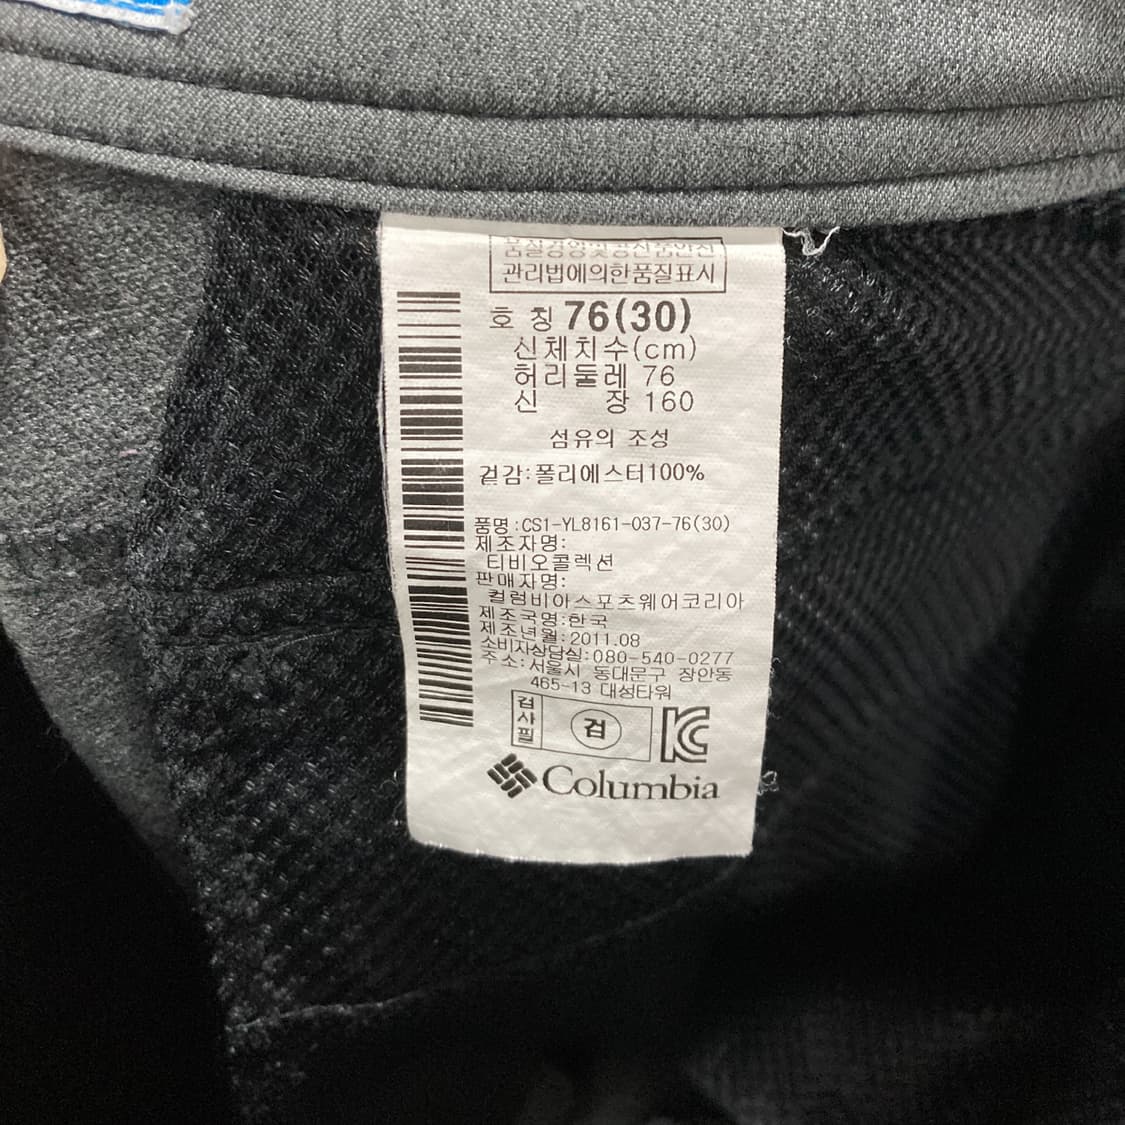 품질경영및공산품안전
관리법에의한품질표시
호 칭 76(30)
신체치수(cm)
허리둘레 76
신 장 160
섬유의 조성
겉감:폴리에스터100%
품명:CS1-YL8161-037-76(30)
제조자명:
티비오콜렉션
판매자명:
컬럼비아스포츠웨어코리아
제조국명:한국
제조년월:2011.08
소비자상담실:080-540-0277
주소:서울시 동대문구 장안동
465-13 대성타워
검사필
검
KC
Columbia